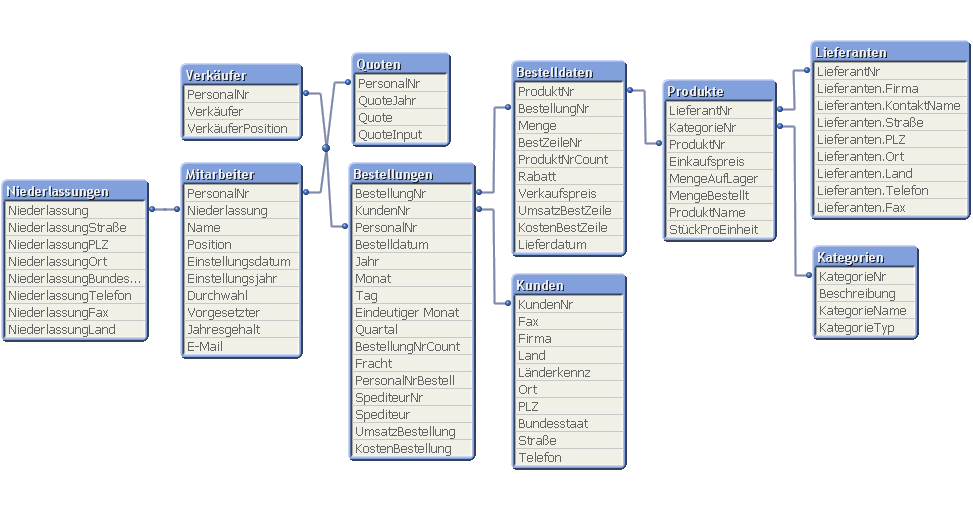 Niederlassungen
Niederlassung
NiederlassungStraße
NiederlassungPLZ
NiederlassungOrt
NiederlassungBundes...
NiederlassungTelefon
NiederlassungFax
NiederlassungLand
Verkäufer
PersonalNr
Verkäufer
VerkäuferPosition
Mitarbeiter
PersonalNr
Niederlassung
Name
Position
Einstellungsdatum
Einstellungsjahr
Durchwahl
Vorgesetzter
Jahresgehalt
E-Mail
Quoten
PersonalNr
QuoteJahr
Quote
QuoteInput
Bestellungen
BestellungNr
KundenNr
PersonalNr
Bestelldatum
Jahr
Monat
Tag
Eindeutiger Monat
Quartal
BestellungNrCount
Fracht
PersonalNrBestell
SpediteurNr
Spediteur
UmsatzBestellung
KostenBestellung
Bestelldaten
ProduktNr
BestellungNr
Menge
BestZeileNr
ProduktNrCount
Rabatt
Verkaufspreis
UmsatzBestZeile
KostenBestZeile
Lieferdatum
Kunden
KundenNr
Fax
Firma
Land
Länderkennz
Ort
PLZ
Bundesstaat
Straße
Telefon
Produkte
LieferantNr
KategorieNr
ProduktNr
Einkaufspreis
MengeAufLager
MengeBestellt
ProduktName
StückProEinheit
Lieferanten
LieferantNr
Lieferanten.Firma
Lieferanten.KontaktName
Lieferanten.Straße
Lieferanten.PLZ
Lieferanten.Ort
Lieferanten.Land
Lieferanten.Telefon
Lieferanten.Fax
Kategorien
KategorieNr
Beschreibung
KategorieName
KategorieTyp